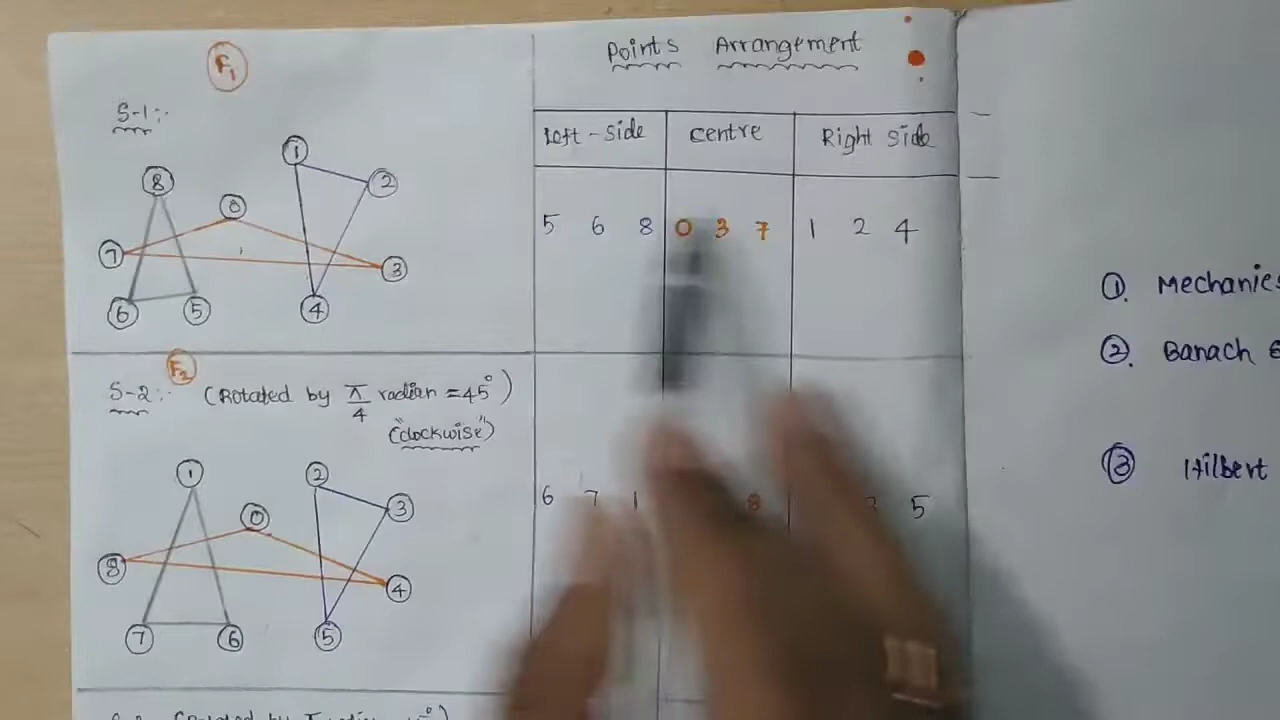 F1
S-1:-
1
8
2
0
7
3
6
5
4
Points Arrangement
Left-side Centre Right side
5 6 8 0 3 7 1 2 4
F2
S-2:- (Rotated by π/4 radian = 45°)
("clockwise")
1
2
3
0
8
4
7
6
5
6 7 1 8 3 5
① Mechanics
② Banach
③ Hilbert